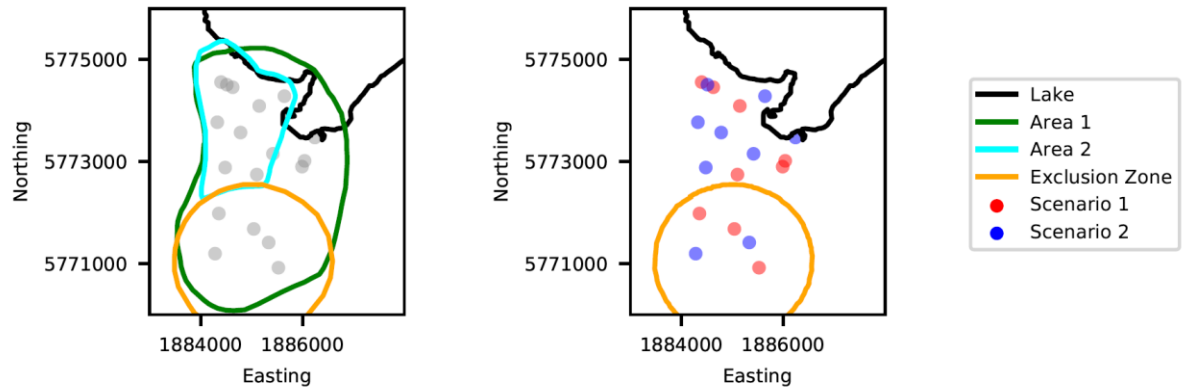 5775000
5773000
5771000
Northing
1884000 1886000
Easting
5775000
5773000
5771000
Northing
1884000 1886000
Easting
Lake
Area 1
Area 2
Exclusion Zone
Scenario 1
Scenario 2